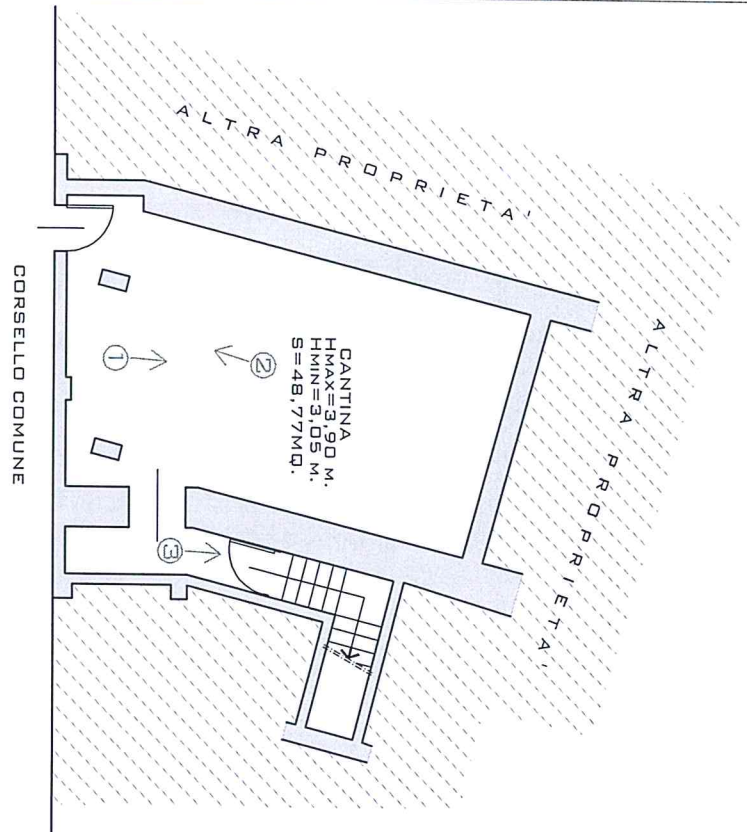 ALTRA PROPRIETA'
ALTRA PROPRIETA'
CORSELLO COMUNE
CANTINA
HMAX=3,90 M.
HMIN=3,05 M.
S=48,77MQ.
1
2
3